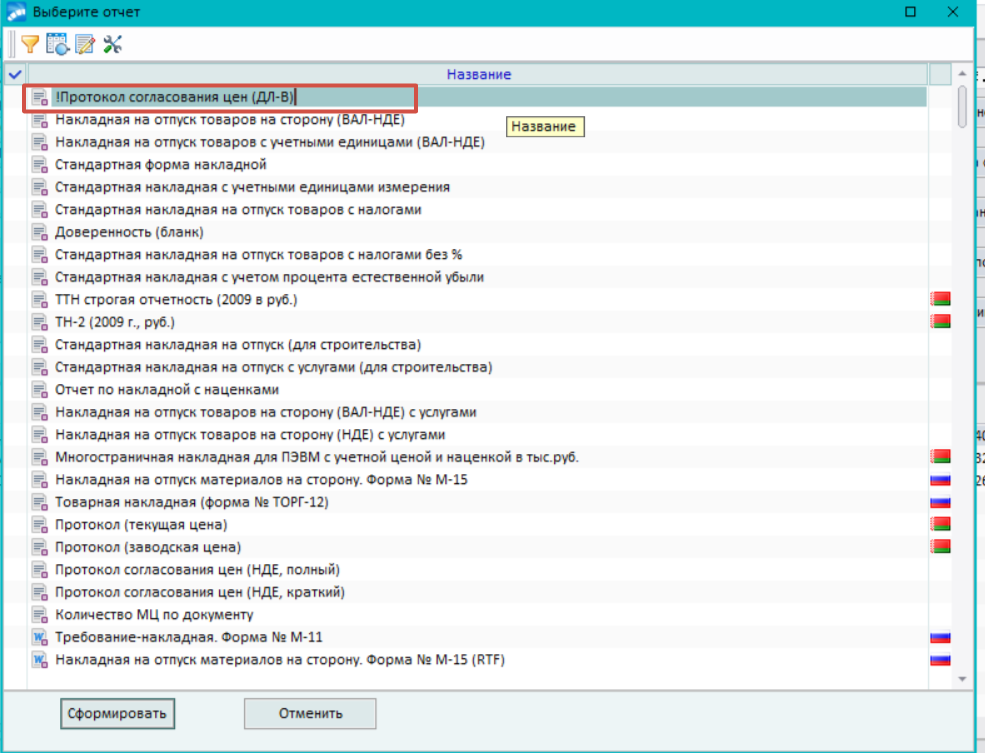 Выберите отчет
Название
!Протокол согласования цен (ДЛ-В)
Накладная на отпуск товаров на сторону (ВАЛ-НДЕ)
Название
Накладная на отпуск товаров с учетными единицами (ВАЛ-НДЕ)
Стандартная форма накладной
Стандартная накладная с учетными единицами измерения
Стандартная накладная на отпуск товаров с налогами
Доверенность (бланк)
Стандартная накладная на отпуск товаров с налогами без %
Стандартная накладная с учетом процента естественной убыли
ТТН строгая отчетность (2009 в руб.)
ТН-2 (2009 г., руб.)
Стандартная накладная на отпуск (для строительства)
Стандартная накладная на отпуск с услугами (для строительства)
Отчет по накладной с наценками
Накладная на отпуск товаров на сторону (ВАЛ-НДЕ) с услугами
Накладная на отпуск товаров на сторону (НДЕ) с услугами
Многостраничная накладная для ПЭВМ с учетной ценой и наценкой в тыс.руб.
Накладная на отпуск материалов на сторону. Форма № М-15
Товарная накладная (форма № ТОРГ-12)
Протокол (текущая цена)
Протокол (заводская цена)
Протокол согласования цен (НДЕ, полный)
Протокол согласования цен (НДЕ, краткий)
Количество МЦ по документу
Требование-накладная. Форма № М-11
Накладная на отпуск материалов на сторону. Форма № М-15 (RTF)
Сформировать
Отменить